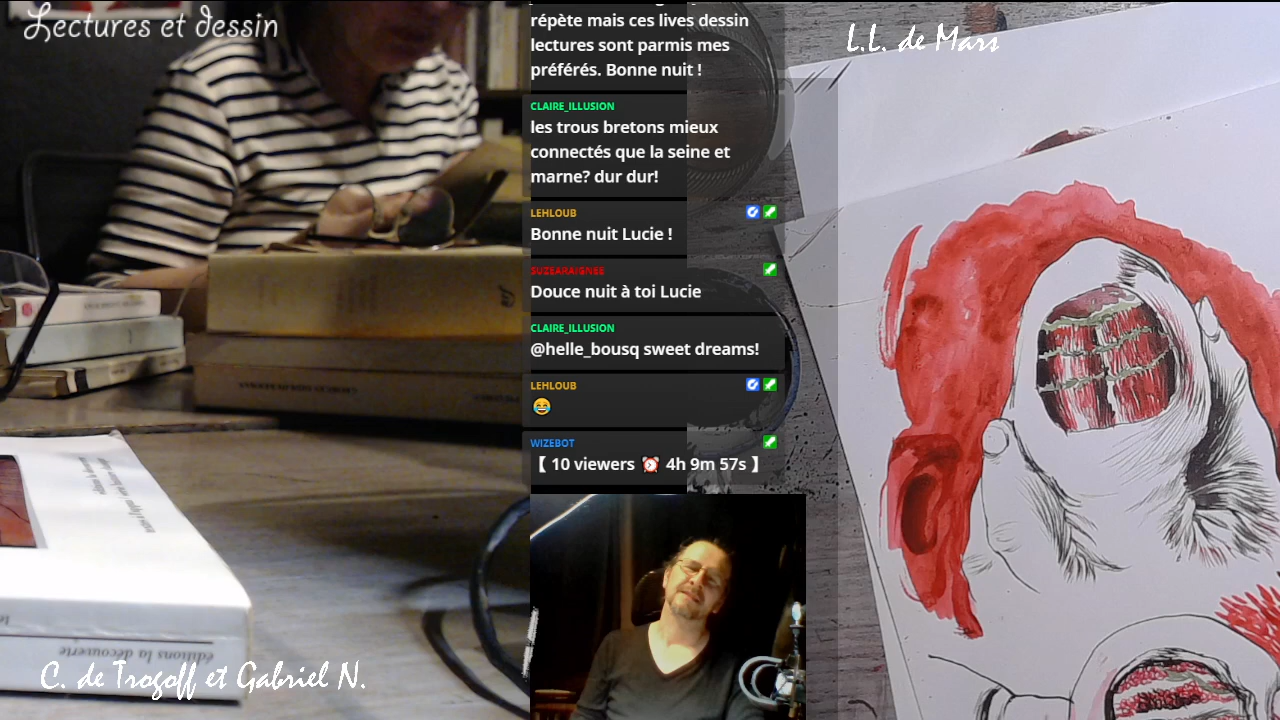 Lectures et dessin
répète mais ces lives dessin
lectures sont parmis mes
préférés. Bonne nuit !
CLAIRE_ILLUSION
les trous bretons mieux
connectés que la seine et
marne? dur dur!
LEHLOUB
Bonne nuit Lucie !
SUZEARAIGNEE
Douce nuit à toi Lucie
CLAIRE_ILLUSION
@helle_bousq sweet dreams!
LEHLOUB
😂
WIZEBOT
【 10 viewers ⏰ 4h 9m 57s 】
L.L. de Mars
éditions la découverte
C. de Trogoff et Gabriel N.